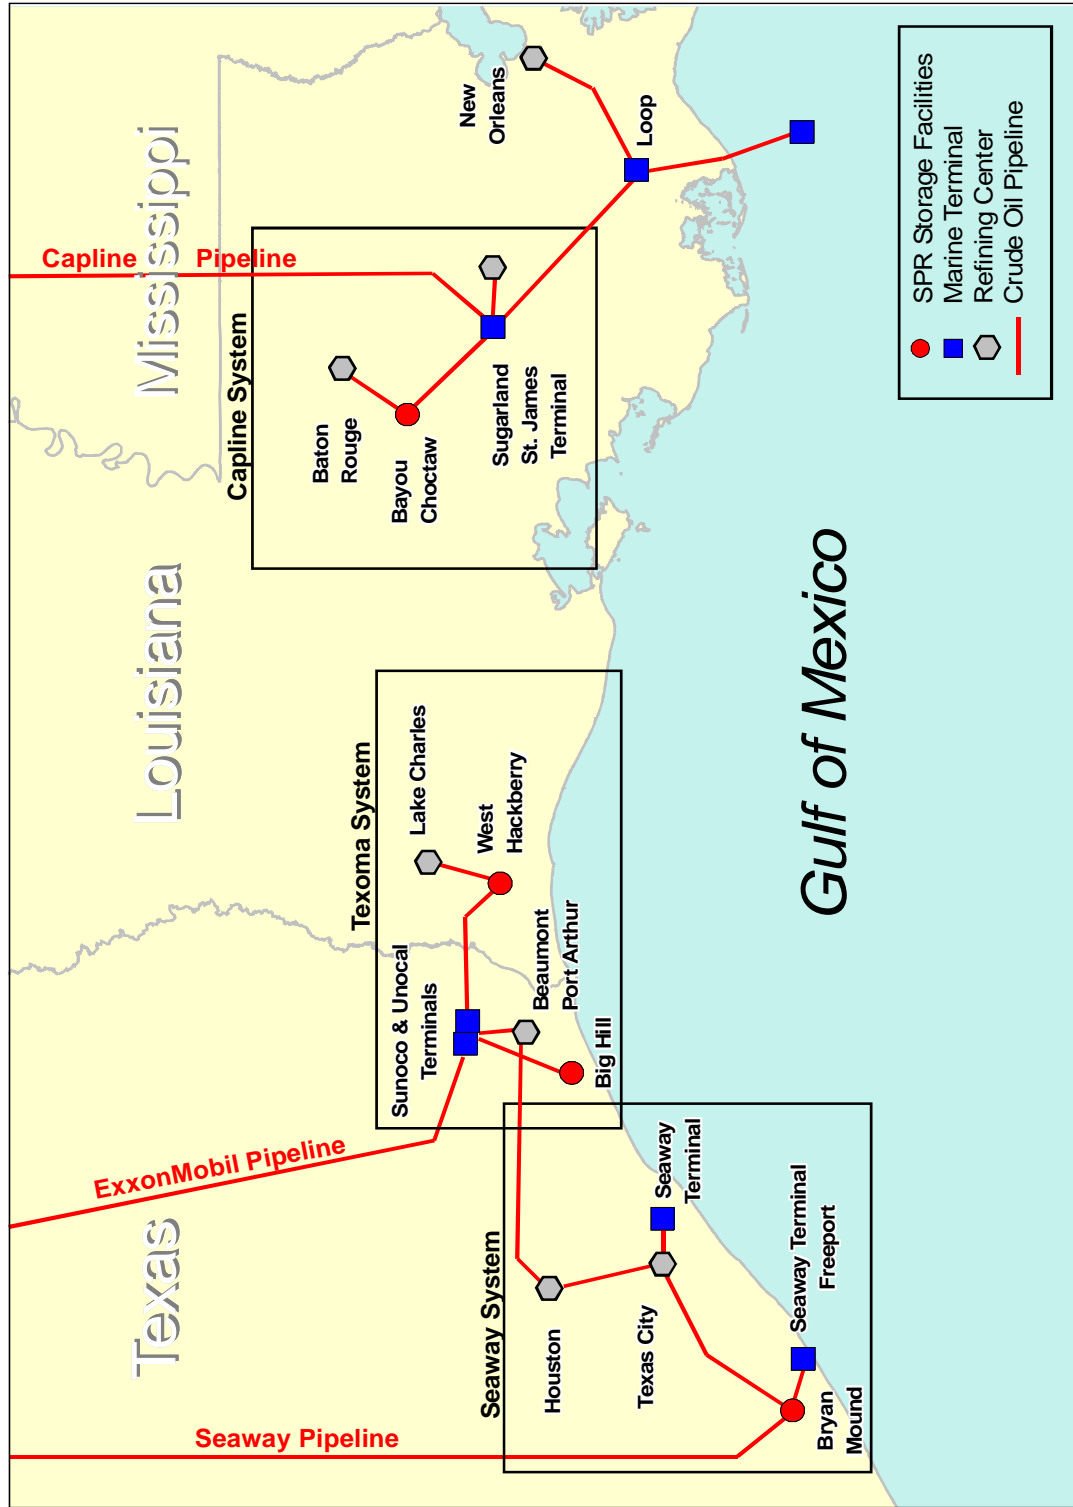 Texas
Louisiana
Mississippi
Seaway Pipeline
ExxonMobil Pipeline
Capline Pipeline
Seaway System
Houston
Texas City
Seaway
Terminal
Bryan
Mound
Seaway Terminal
Freeport
Texoma System
Sunoco & Unocal
Terminals
Lake Charles
West
Hackberry
Beaumont
Port Arthur
Big Hill
Capline System
Baton
Rouge
Bayou
Choctaw
Sugarland
St. James
Terminal
New
Orleans
Loop
Gulf of Mexico
SPR Storage Facilities
Marine Terminal
Refining Center
Crude Oil Pipeline